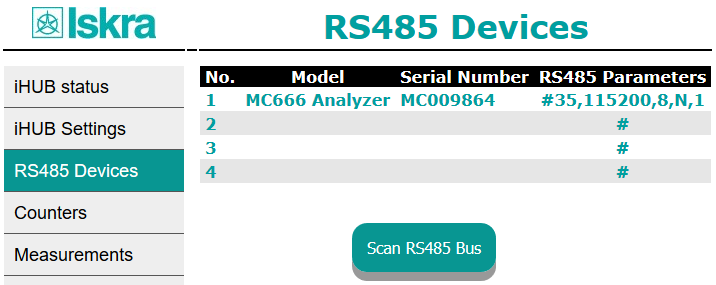 Iskra
RS485 Devices
iHUB status
iHUB Settings
RS485 Devices
Counters
Measurements
No. Model Serial Number RS485 Parameters
1 MC666 Analyzer MC009864 #35,115200,8,N,1
2 #
3 #
4 #
Scan RS485 Bus